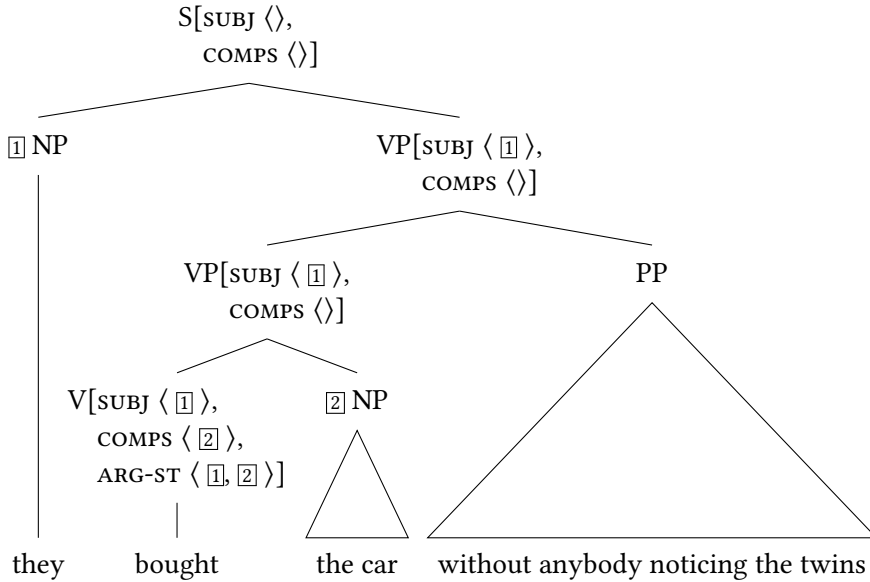 S[SUBJ ⟨⟩,
COMPS ⟨⟩]
1 NP
VP[SUBJ ⟨ 1 ⟩,
COMPS ⟨⟩]
VP[SUBJ ⟨ 1 ⟩,
COMPS ⟨⟩]
PP
V[SUBJ ⟨ 1 ⟩,
COMPS ⟨ 2 ⟩,
ARG-ST ⟨ 1, 2 ⟩]
2 NP
they bought the car without anybody noticing the twins